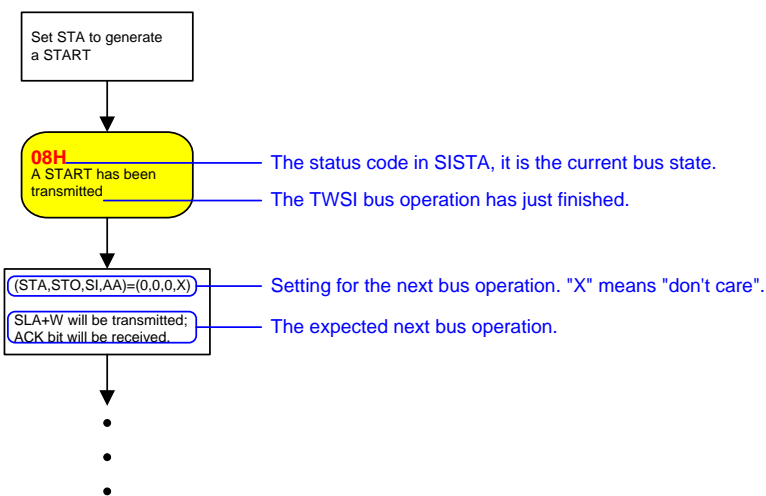 Set STA to generate
a START
08H
A START has been
transmitted
The status code in SISTA, it is the current bus state.
The TWSI bus operation has just finished.
(STA,STO,SI,AA)=(0,0,0,X)
Setting for the next bus operation. "X" means "don't care".
SLA+W will be transmitted;
ACK bit will be received.
The expected next bus operation.